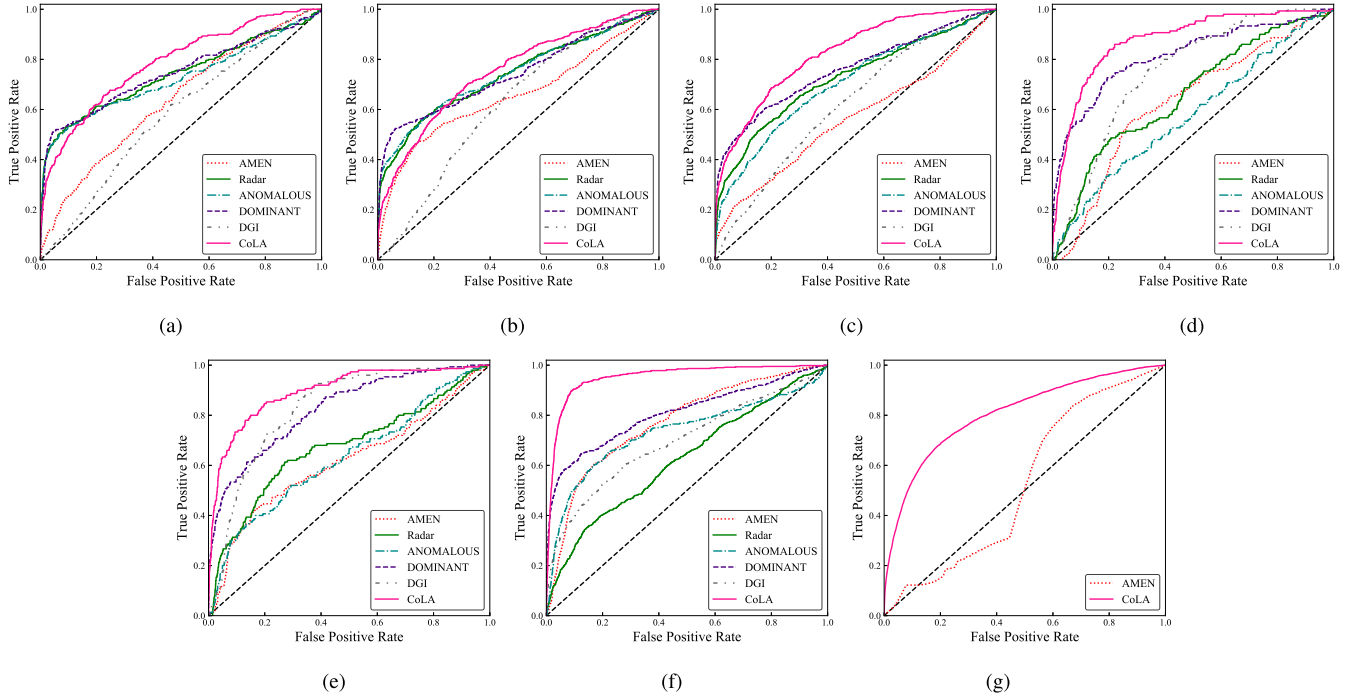 1.0
0.8
0.6
0.4
0.2
0.0
True Positive Rate
AMEN
Radar
ANOMALOUS
DOMINANT
DGI
CoLA
0.0 0.2 0.4 0.6 0.8 1.0
False Positive Rate
(a)
1.0
0.8
0.6
0.4
0.2
0.0
True Positive Rate
AMEN
Radar
ANOMALOUS
DOMINANT
DGI
CoLA
0.0 0.2 0.4 0.6 0.8 1.0
False Positive Rate
(b)
1.0
0.8
0.6
0.4
0.2
0.0
True Positive Rate
AMEN
Radar
ANOMALOUS
DOMINANT
DGI
CoLA
0.0 0.2 0.4 0.6 0.8 1.0
False Positive Rate
(c)
1.0
0.8
0.6
0.4
0.2
0.0
True Positive Rate
AMEN
Radar
ANOMALOUS
DOMINANT
DGI
CoLA
0.0 0.2 0.4 0.6 0.8 1.0
False Positive Rate
(d)
1.0
0.8
0.6
0.4
0.2
0.0
True Positive Rate
AMEN
Radar
ANOMALOUS
DOMINANT
DGI
CoLA
0.0 0.2 0.4 0.6 0.8 1.0
False Positive Rate
(e)
1.0
0.8
0.6
0.4
0.2
0.0
True Positive Rate
AMEN
Radar
ANOMALOUS
DOMINANT
DGI
CoLA
0.0 0.2 0.4 0.6 0.8 1.0
False Positive Rate
(f)
1.0
0.8
0.6
0.4
0.2
0.0
True Positive Rate
AMEN
CoLA
0.0 0.2 0.4 0.6 0.8 1.0
False Positive Rate
(g)